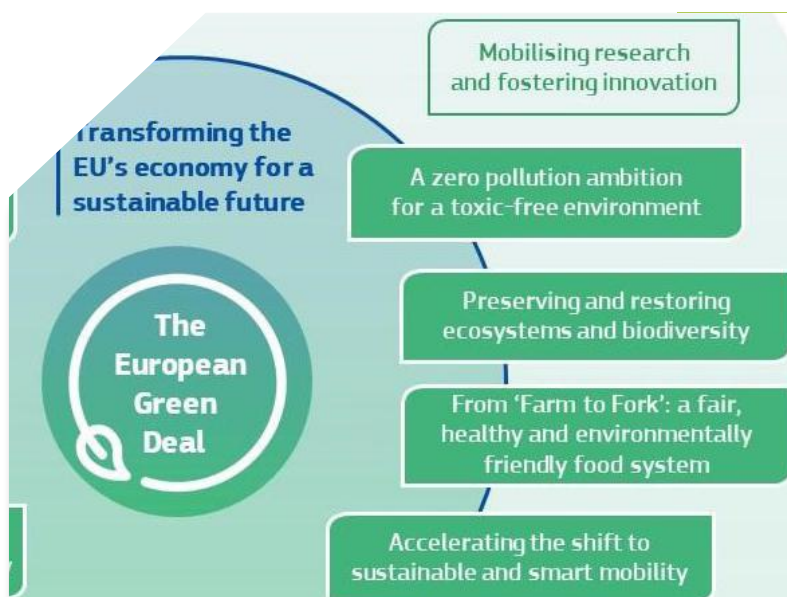 Mobilising research
and fostering innovation
Transforming the
EU's economy for a
sustainable future
A zero pollution ambition
for a toxic-free environment
Preserving and restoring
ecosystems and biodiversity
The
European
Green
Deal
From ‘Farm to Fork’: a fair,
healthy and environmentally
friendly food system
Accelerating the shift to
sustainable and smart mobility